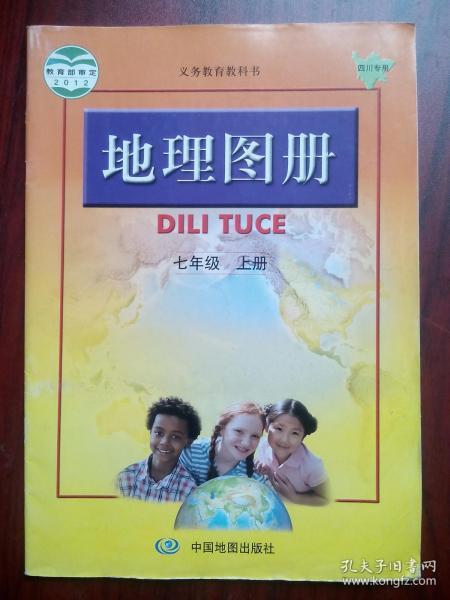 义务教育教科书
教育部审定
2012
四川专用
地理图册
DILI TUCE
七年级 上册
中国地图出版社
孔夫子旧书网
kongfz.com